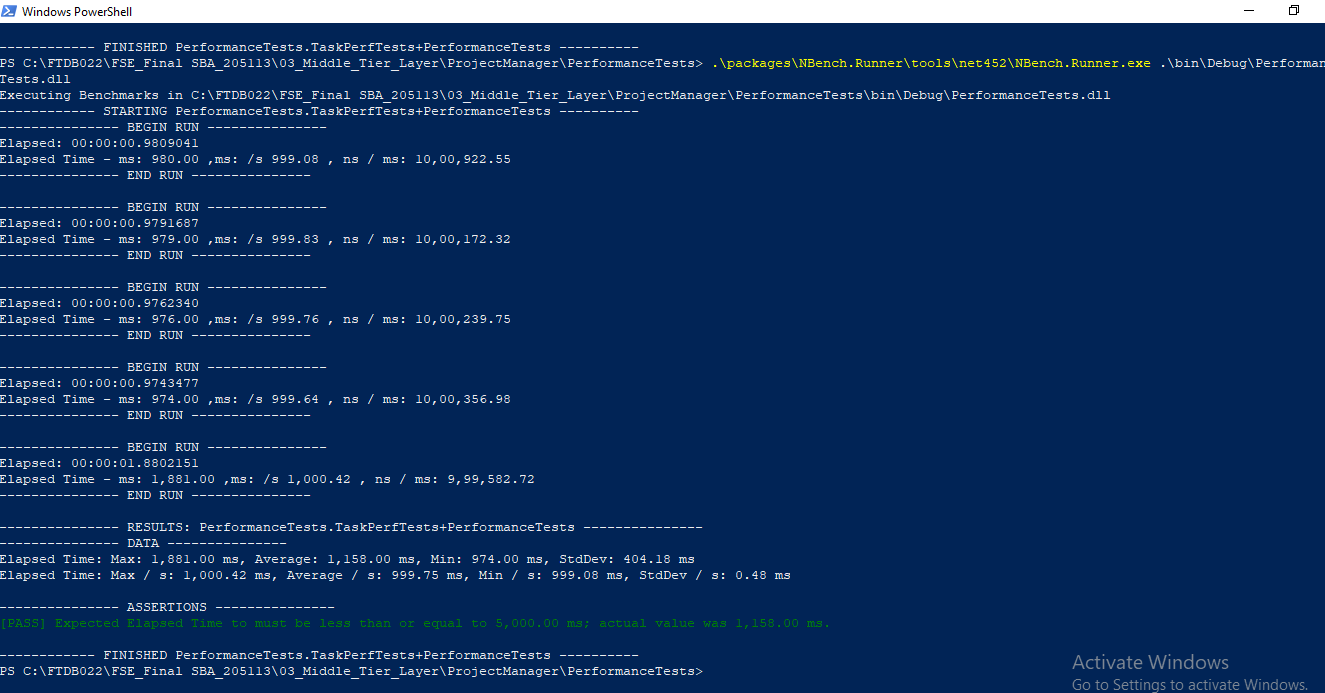 Windows PowerShell
------------ FINISHED PerformanceTests.TaskPerfTests+PerformanceTests ----------
PS C:\FTDB022\FSE_Final SBA_205113\03_Middle_Tier_Layer\ProjectManager\PerformanceTests> .\packages\NBench.Runner\tools\net452\NBench.Runner.exe .\bin\Debug\Performan
Tests.dll
Executing Benchmarks in C:\FTDB022\FSE_Final SBA_205113\03_Middle_Tier_Layer\ProjectManager\PerformanceTests\bin\Debug\PerformanceTests.dll
------------ STARTING PerformanceTests.TaskPerfTests+PerformanceTests ----------
--------------- BEGIN RUN ---------------
Elapsed: 00:00:00.9809041
Elapsed Time - ms: 980.00 ,ms: /s 999.08 , ns / ms: 10,00,922.55
--------------- END RUN ---------------
--------------- BEGIN RUN ---------------
Elapsed: 00:00:00.9791687
Elapsed Time - ms: 979.00 ,ms: /s 999.83 , ns / ms: 10,00,172.32
--------------- END RUN ---------------
--------------- BEGIN RUN ---------------
Elapsed: 00:00:00.9762340
Elapsed Time - ms: 976.00 ,ms: /s 999.76 , ns / ms: 10,00,239.75
--------------- END RUN ---------------
--------------- BEGIN RUN ---------------
Elapsed: 00:00:00.9743477
Elapsed Time - ms: 974.00 ,ms: /s 999.64 , ns / ms: 10,00,356.98
--------------- END RUN ---------------
--------------- BEGIN RUN ---------------
Elapsed: 00:00:01.8802151
Elapsed Time - ms: 1,881.00 ,ms: /s 1,000.42 , ns / ms: 9,99,582.72
--------------- END RUN ---------------
--------------- RESULTS: PerformanceTests.TaskPerfTests+PerformanceTests ---------------
--------------- DATA ---------------
Elapsed Time: Max: 1,881.00 ms, Average: 1,158.00 ms, Min: 974.00 ms, StdDev: 404.18 ms
Elapsed Time: Max / s: 1,000.42 ms, Average / s: 999.75 ms, Min / s: 999.08 ms, StdDev / s: 0.48 ms
--------------- ASSERTIONS ---------------
[PASS] Expected Elapsed Time to must be less than or equal to 5,000.00 ms; actual value was 1,158.00 ms.
------------ FINISHED PerformanceTests.TaskPerfTests+PerformanceTests ----------
PS C:\FTDB022\FSE_Final SBA_205113\03_Middle_Tier_Layer\ProjectManager\PerformanceTests>
Activate Windows
Go to Settings to activate Windows.